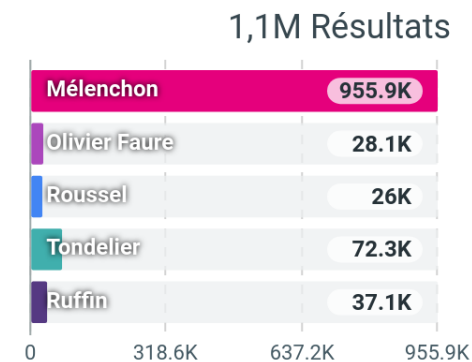 1,1M Résultats
Mélenchon 955.9K
Olivier Faure 28.1K
Roussel 26K
Tondelier 72.3K
Ruffin 37.1K
0 318.6K 637.2K 955.9K